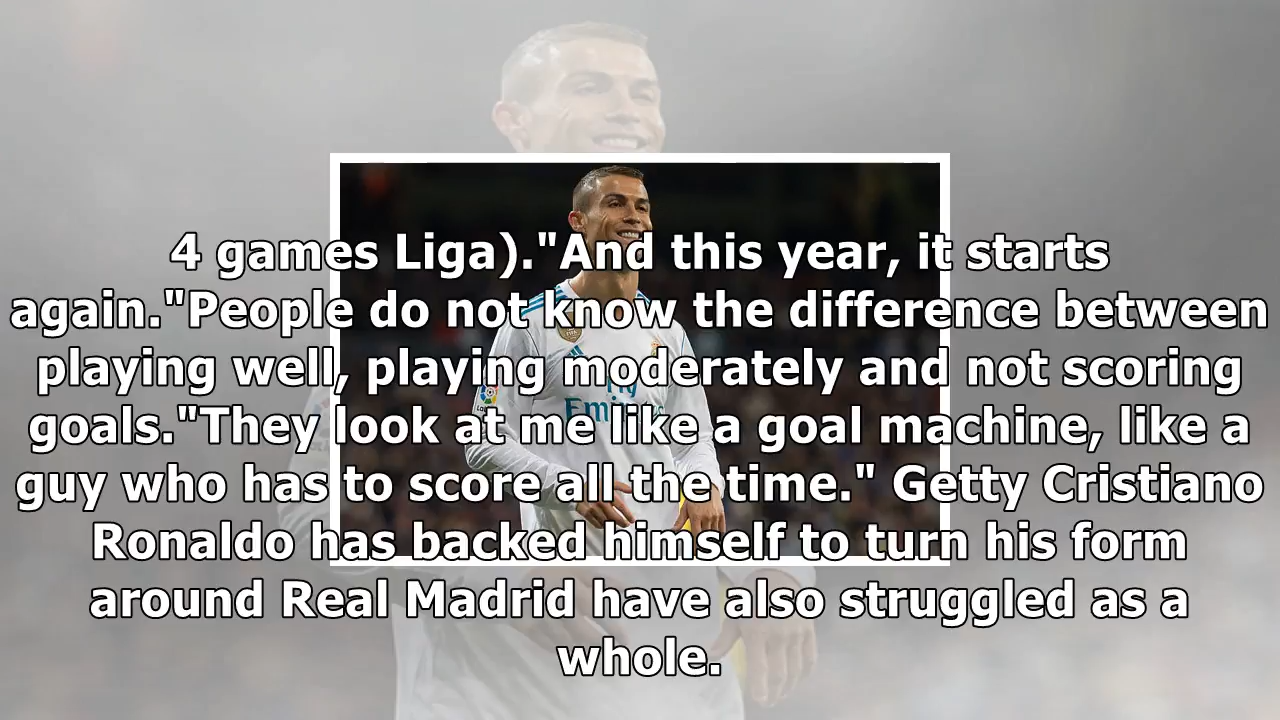 4 games Liga)."And this year, it starts
again."People do not know the difference between
playing well, playing moderately and not scoring
goals."They look at me like a goal machine, like a
guy who has to score all the time." Getty Cristiano
Ronaldo has backed himself to turn his form
around Real Madrid have also struggled as a
whole.
Fly